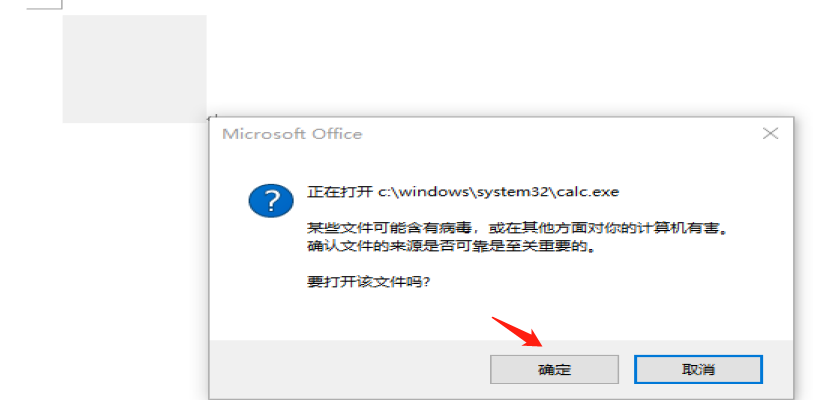 Microsoft Office
正在打开 c:\windows\system32\calc.exe
某些文件可能含有病毒，或在其他方面对你的计算机有害。
确认文件的来源是否可靠是至关重要的。
要打开该文件吗?
确定
取消